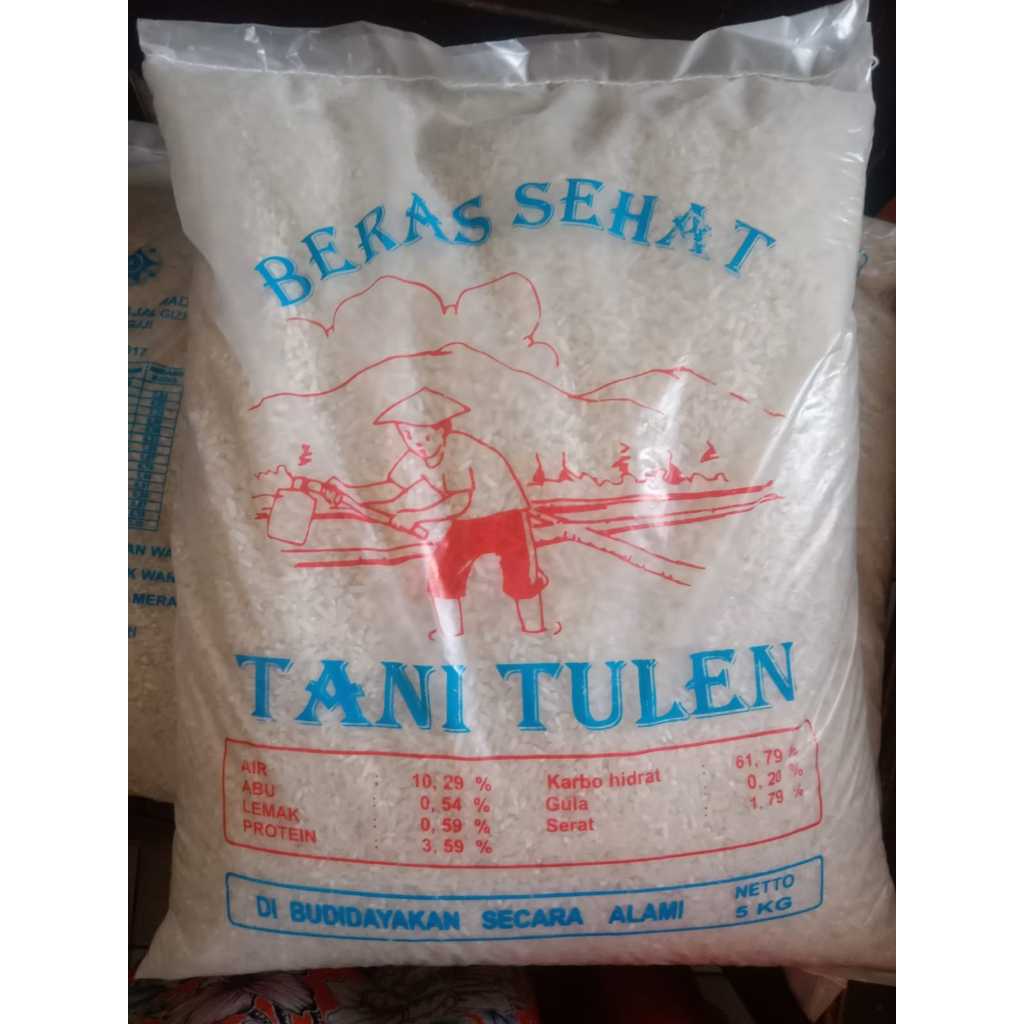 BERAS SEHAT
TANI TULEN
AIR : 10,29 %
ABU : 0,54 %
LEMAK : 0,59 %
PROTEIN : 3,59 %
Karbo hidrat : 61,79 %
Gula : 0,20 %
Serat : 1,79 %
DI BUDIDAYAKAN SECARA ALAMI
NETTO
5 KG